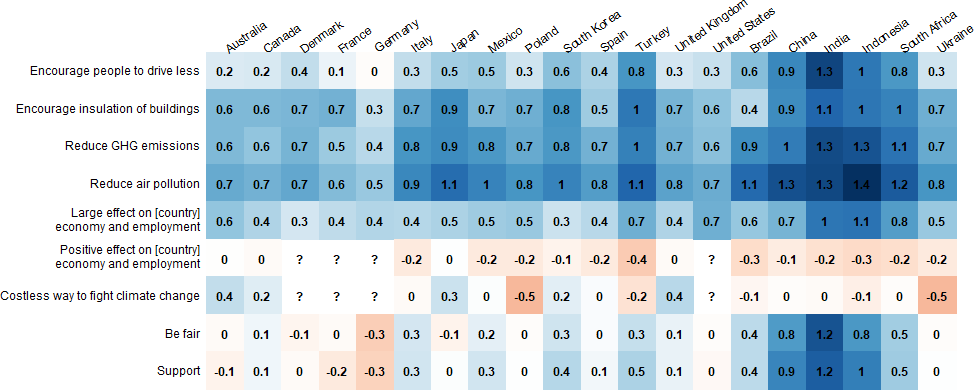 Australia Canada Denmark France Germany Italy Japan Mexico Poland South Korea Spain Turkey United Kingdom United States Brazil China India Indonesia South Africa Ukraine
Encourage people to drive less 0.2 0.2 0.4 0.1 0 0.3 0.5 0.5 0.3 0.6 0.4 0.8 0.3 0.3 0.6 0.9 1.3 1 0.8 0.3
Encourage insulation of buildings 0.6 0.6 0.7 0.7 0.3 0.7 0.9 0.7 0.7 0.8 0.5 1 0.7 0.6 0.4 0.9 1.1 1 1 0.7
Reduce GHG emissions 0.6 0.6 0.7 0.5 0.4 0.8 0.9 0.8 0.7 0.8 0.7 1 0.7 0.6 0.9 1 1.3 1.3 1.1 0.7
Reduce air pollution 0.7 0.7 0.7 0.6 0.5 0.9 1.1 1 0.8 1 0.8 1.1 0.8 0.7 1.1 1.3 1.3 1.4 1.2 0.8
Large effect on [country]
economy and employment 0.6 0.4 0.3 0.4 0.4 0.4 0.5 0.5 0.5 0.3 0.4 0.7 0.4 0.7 0.6 0.7 1 1.1 0.8 0.5
Positive effect on [country]
economy and employment 0 0 ? ? ? -0.2 0 -0.2 -0.2 -0.1 -0.2 -0.4 0 ? -0.3 -0.1 -0.2 -0.3 -0.2 -0.2
Costless way to fight climate change 0.4 0.2 ? ? ? 0 0.3 0 -0.5 0.2 0 -0.2 0.4 ? -0.1 0 0 -0.1 0 -0.5
Be fair 0 0.1 -0.1 0 -0.3 0.3 -0.1 0.2 0 0.3 0 0.3 0.1 0 0.4 0.8 1.2 0.8 0.5 0
Support -0.1 0.1 0 -0.2 -0.3 0.3 0 0.3 0 0.4 0.1 0.5 0.1 0 0.4 0.9 1.2 1 0.5 0